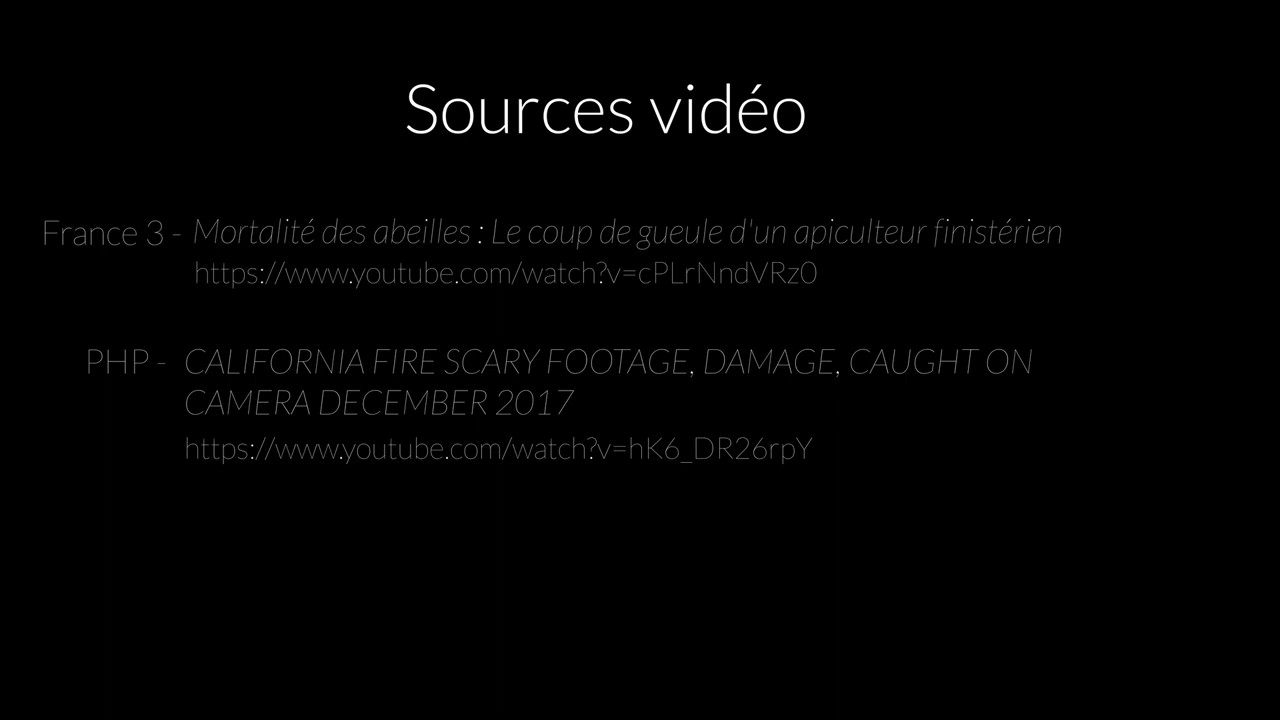 Sources vidéo
France 3 - Mortalité des abeilles : Le coup de gueule d'un apiculteur finistérien
https://www.youtube.com/watch?v=cPLrNndVRz0
PHP - CALIFORNIA FIRE SCARY FOOTAGE, DAMAGE, CAUGHT ON
CAMERA DECEMBER 2017
https://www.youtube.com/watch?v=hK6_DR26rpY